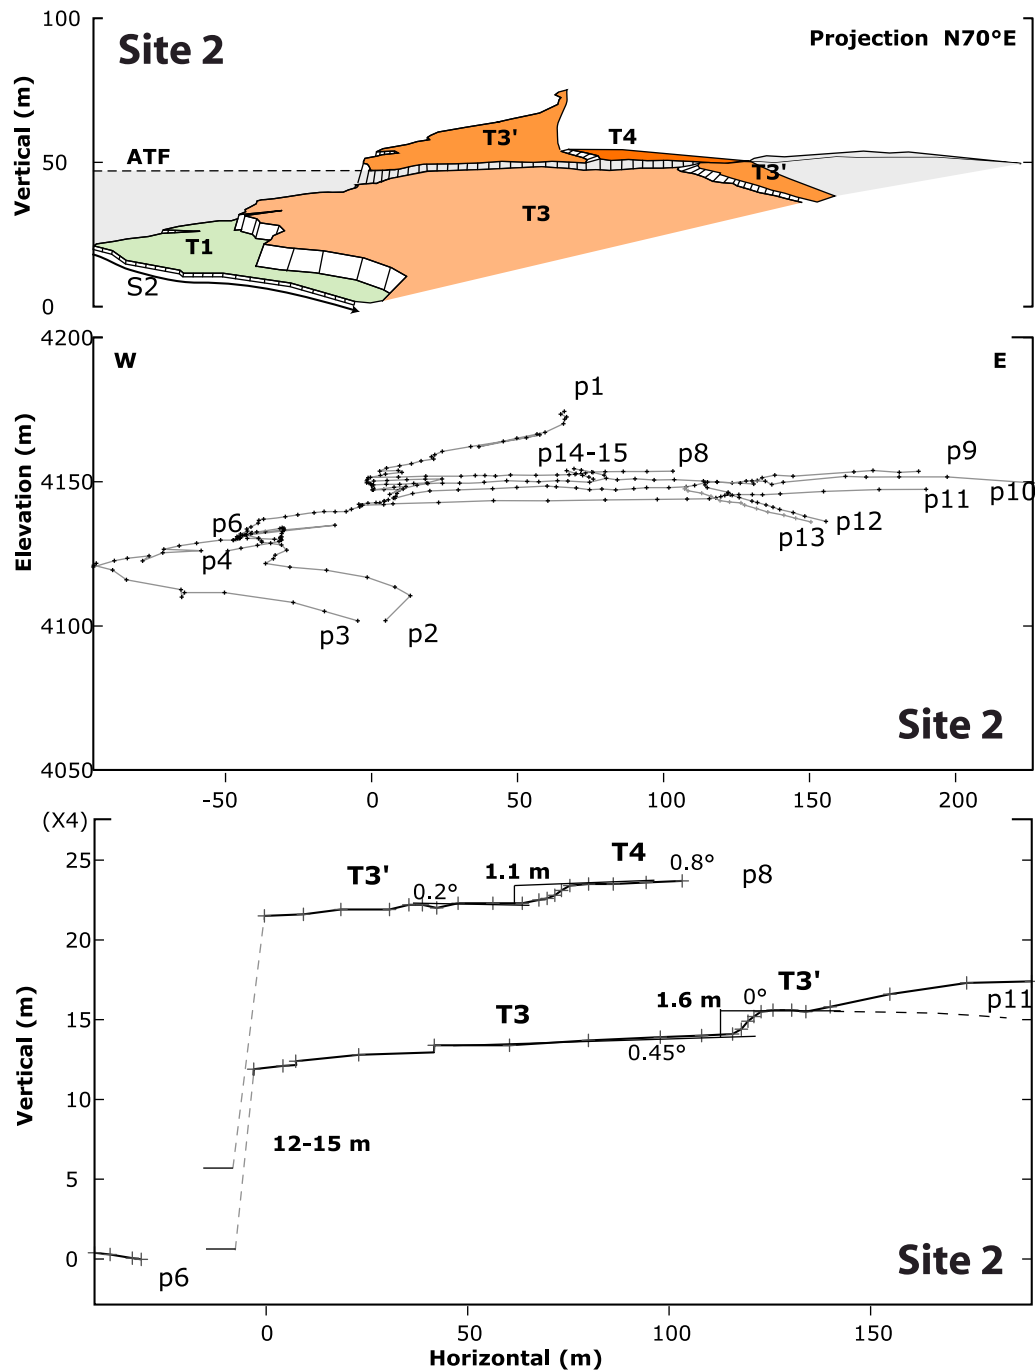 100
Site 2
Projection N70°E
Vertical (m)
T3'
T4
ATF
50
T3'
T3
T1
S2
0
4200
W
E
p1
p14-15
p8
p9
4150
p10
p11
p6
p12
p13
p4
Elevation (m)
4100
p3
p2
Site 2
4050
-50
0
50
100
150
200
(X4)
25
T3'
T4
1.1 m
0.8°
0.2°
p8
20
T3'
1.6 m
0°
T3
p11
15
0.45°
Vertical (m)
10
12-15 m
5
0
p6
Site 2
0
50
100
150
Horizontal (m)